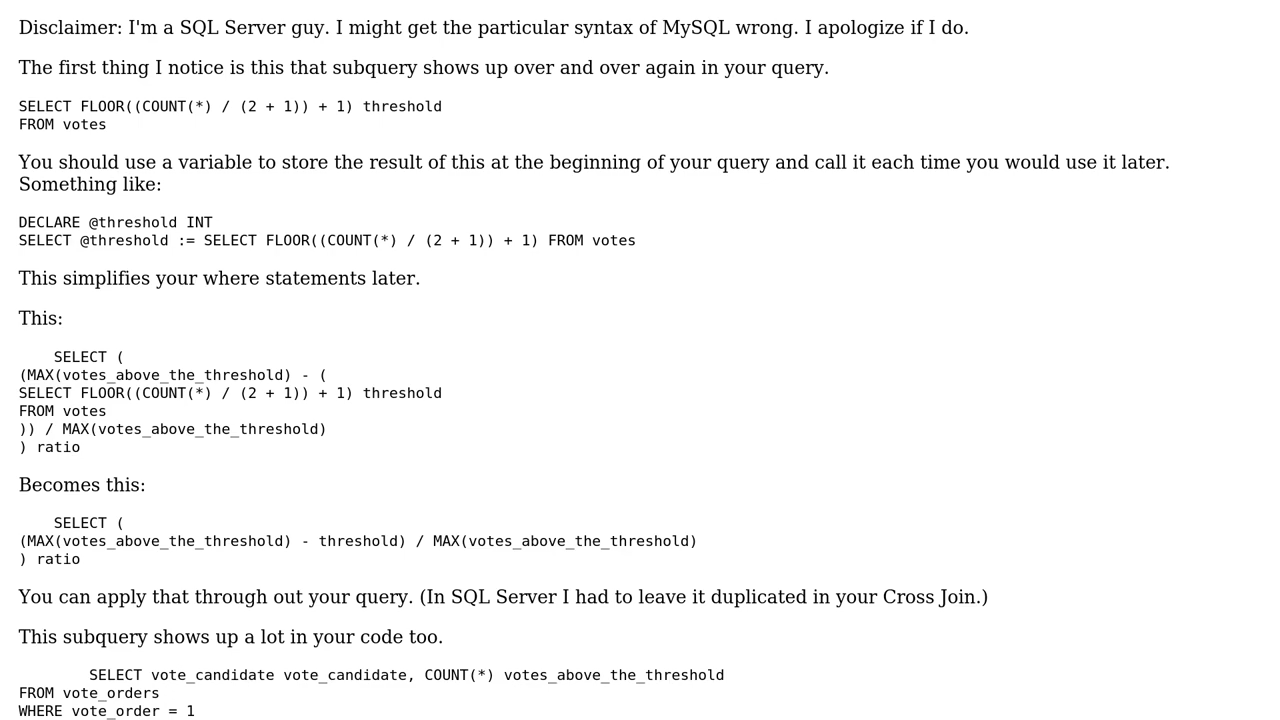 Disclaimer: I'm a SQL Server guy. I might get the particular syntax of MySQL wrong. I apologize if I do.
The first thing I notice is this that subquery shows up over and over again in your query.
SELECT FLOOR((COUNT(*) / (2 + 1)) + 1) threshold
FROM votes
You should use a variable to store the result of this at the beginning of your query and call it each time you would use it later.
Something like:
DECLARE @threshold INT
SELECT @threshold := SELECT FLOOR((COUNT(*) / (2 + 1)) + 1) FROM votes
This simplifies your where statements later.
This:
    SELECT (
(MAX(votes_above_the_threshold) - (
SELECT FLOOR((COUNT(*) / (2 + 1)) + 1) threshold
FROM votes
)) / MAX(votes_above_the_threshold)
) ratio
Becomes this:
    SELECT (
(MAX(votes_above_the_threshold) - threshold) / MAX(votes_above_the_threshold)
) ratio
You can apply that through out your query. (In SQL Server I had to leave it duplicated in your Cross Join.)
This subquery shows up a lot in your code too.
        SELECT vote_candidate vote_candidate, COUNT(*) votes_above_the_threshold
FROM vote_orders
WHERE vote_order = 1